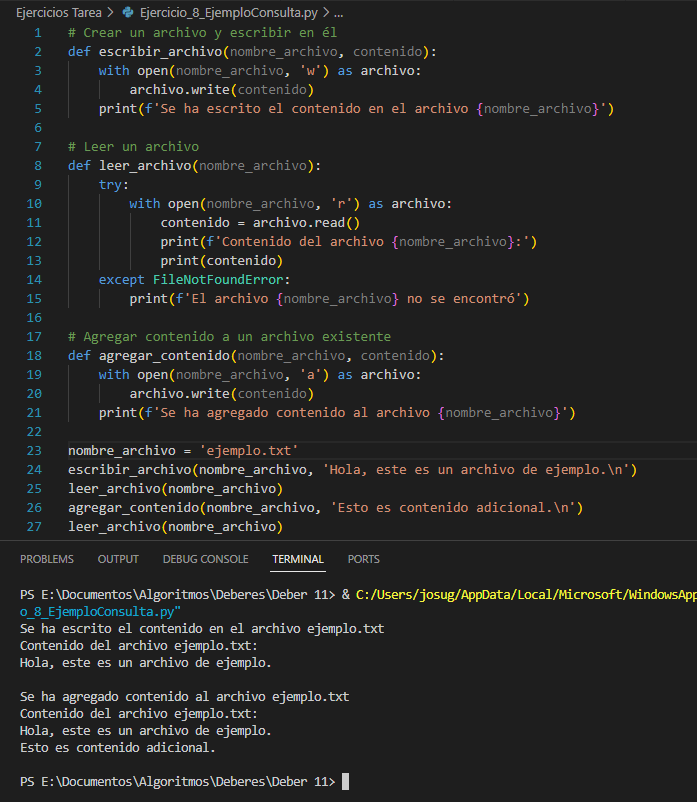 Ejercicios Tarea > Ejercicio_8_EjemploConsulta.py > ...
1 # Crear un archivo y escribir en él
2 def escribir_archivo(nombre_archivo, contenido):
3     with open(nombre_archivo, 'w') as archivo:
4         archivo.write(contenido)
5     print(f'Se ha escrito el contenido en el archivo {nombre_archivo}')
6
7 # Leer un archivo
8 def leer_archivo(nombre_archivo):
9     try:
10         with open(nombre_archivo, 'r') as archivo:
11             contenido = archivo.read()
12             print(f'Contenido del archivo {nombre_archivo}:')
13             print(contenido)
14     except FileNotFoundError:
15         print(f'El archivo {nombre_archivo} no se encontró')
16
17 # Agregar contenido a un archivo existente
18 def agregar_contenido(nombre_archivo, contenido):
19     with open(nombre_archivo, 'a') as archivo:
20         archivo.write(contenido)
21     print(f'Se ha agregado contenido al archivo {nombre_archivo}')
22
23 nombre_archivo = 'ejemplo.txt'
24 escribir_archivo(nombre_archivo, 'Hola, este es un archivo de ejemplo.\n')
25 leer_archivo(nombre_archivo)
26 agregar_contenido(nombre_archivo, 'Esto es contenido adicional.\n')
27 leer_archivo(nombre_archivo)
PROBLEMS OUTPUT DEBUG CONSOLE TERMINAL PORTS
PS E:\Documentos\Algoritmos\Deberes\Deber 11> & C:/Users/josug/AppData/Local/Microsoft/WindowsApp
o_8_EjemploConsulta.py"
Se ha escrito el contenido en el archivo ejemplo.txt
Contenido del archivo ejemplo.txt:
Hola, este es un archivo de ejemplo.

Se ha agregado contenido al archivo ejemplo.txt
Contenido del archivo ejemplo.txt:
Hola, este es un archivo de ejemplo.
Esto es contenido adicional.

PS E:\Documentos\Algoritmos\Deberes\Deber 11>